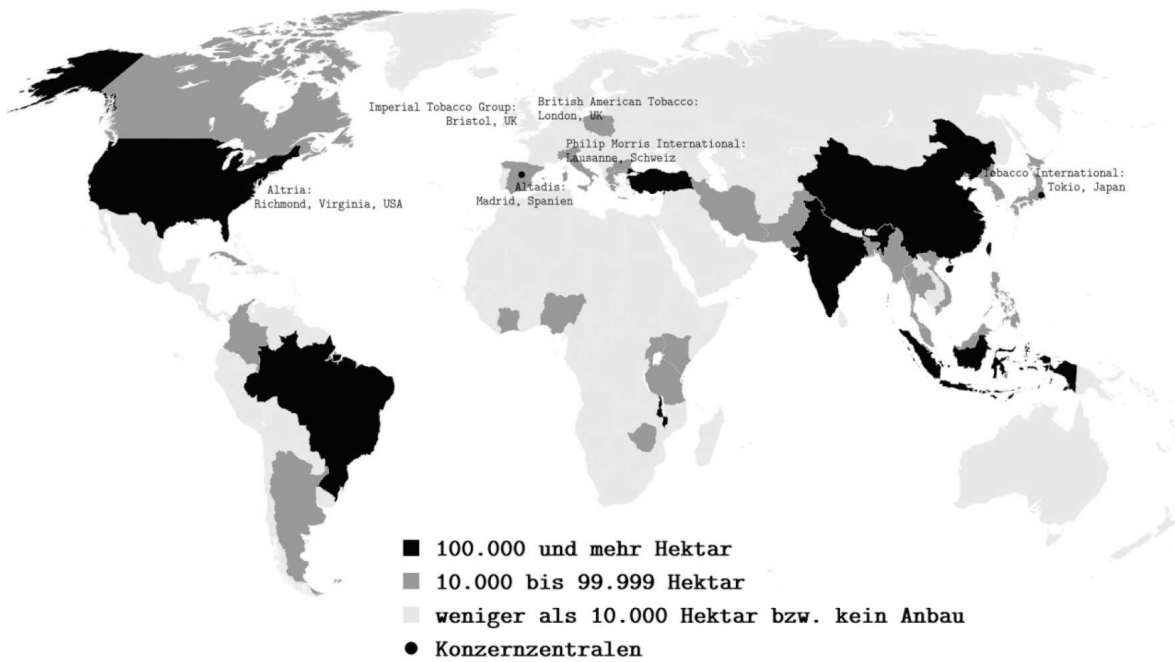 Imperial Tobacco Group:
Bristol, UK
British American Tobacco:
London, UK
Philip Morris International:
Lausanne, Schweiz
Altria:
Richmond, Virginia, USA
Altadis:
Madrid, Spanien
Tobacco International:
Tokio, Japan
100.000 und mehr Hektar
10.000 bis 99.999 Hektar
weniger als 10.000 Hektar bzw. kein Anbau
Konzernzentralen